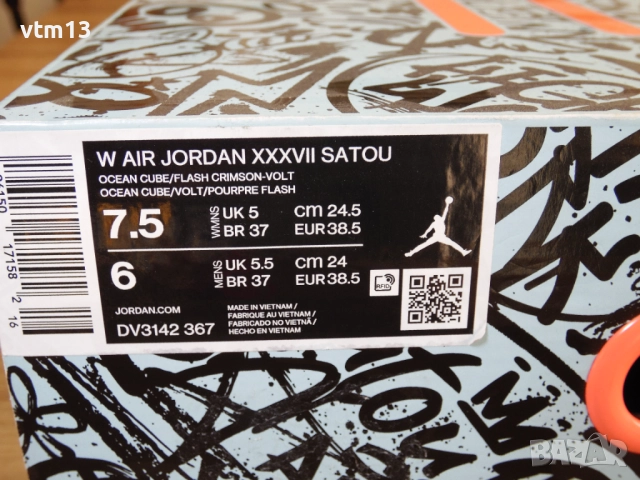 vtm13
W AIR JORDAN XXXVII SATOU
OCEAN CUBE/FLASH CRIMSON-VOLT
OCEAN CUBE/VOLT/POURPRE FLASH
7.5 WMNS UK 5 CM 24.5
BR 37 EUR 38.5
6 MENS UK 5.5 CM 24
BR 37 EUR 38.5
RFID
JORDAN.COM
DV3142 367
MADE IN VIETNAM /
FABRIQUE AU VIETNAM /
FABRICADO NO VIETNÃ /
HECHO EN VIETNAM
17158 2 16
BAZAR